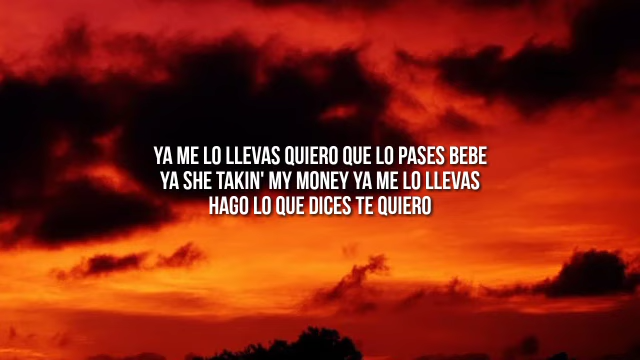 YA ME LO LLEVAS QUIERO QUE LO PASES BEBE
YA SHE TAKIN' MY MONEY YA ME LO LLEVAS
HAGO LO QUE DICES TE QUIERO